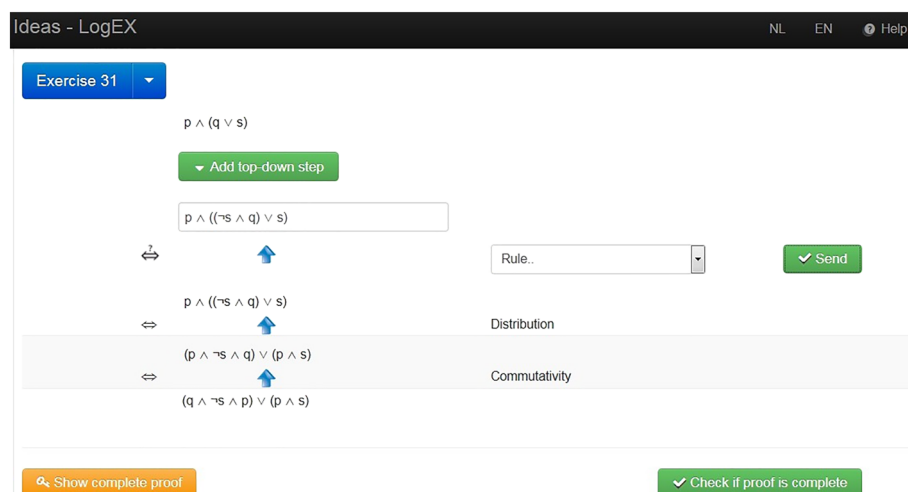 Ideas - LogEX NL EN Help
Exercise 31
p ∧ (q ∨ s)
Add top-down step
p ∧ ((¬s ∧ q) ∨ s)
?
⇔ Rule.. Send
p ∧ ((¬s ∧ q) ∨ s)
⇔ Distribution
(p ∧ ¬s ∧ q) ∨ (p ∧ s)
⇔ Commutativity
(q ∧ ¬s ∧ p) ∨ (p ∧ s)
Show complete proof Check if proof is complete